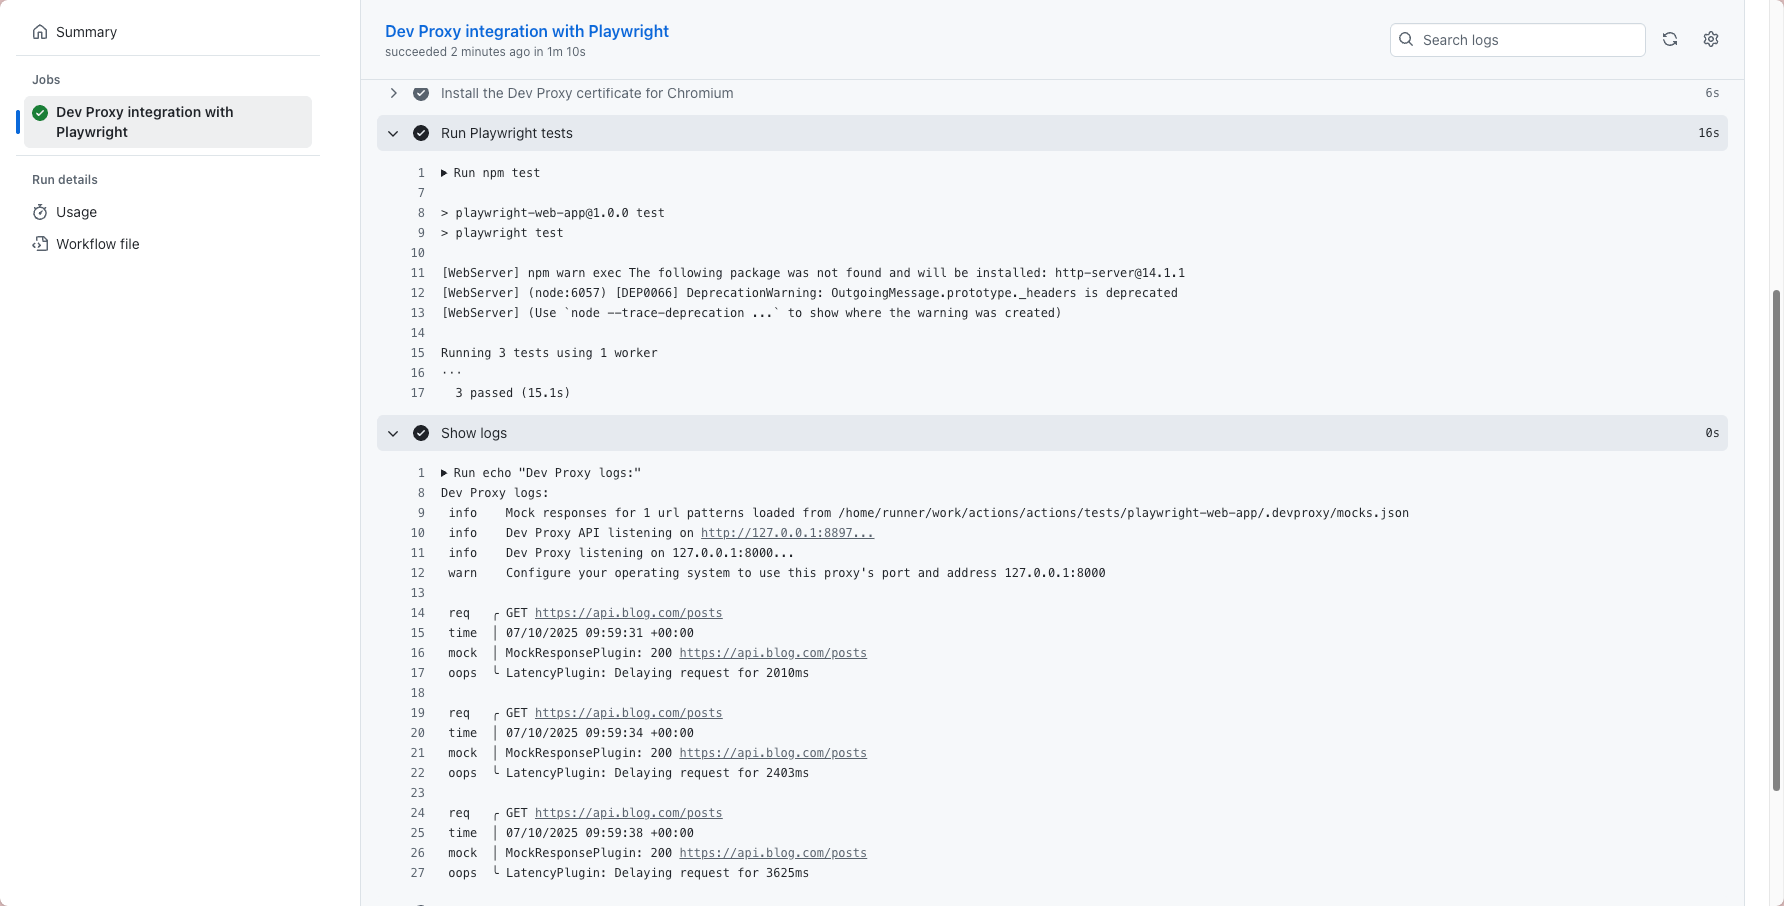 Summary
Jobs
Dev Proxy integration with
Playwright
Run details
Usage
Workflow file
Dev Proxy integration with Playwright
succeeded 2 minutes ago in 1m 10s
Search logs
Install the Dev Proxy certificate for Chromium 6s
Run Playwright tests 16s
1 ▶ Run npm test
7
8 > playwright-web-app@1.0.0 test
9 > playwright test
10
11 [WebServer] npm warn exec The following package was not found and will be installed: http-server@14.1.1
12 [WebServer] (node:6057) [DEP0066] DeprecationWarning: OutgoingMessage.prototype._headers is deprecated
13 [WebServer] (Use `node --trace-deprecation ...` to show where the warning was created)
14
15 Running 3 tests using 1 worker
16 ···
17 3 passed (15.1s)
Show logs 0s
1 ▶ Run echo "Dev Proxy logs:"
8 Dev Proxy logs:
9 info Mock responses for 1 url patterns loaded from /home/runner/work/actions/actions/tests/playwright-web-app/.devproxy/mocks.json
10 info Dev Proxy API listening on http://127.0.0.1:8897...
11 info Dev Proxy listening on 127.0.0.1:8000...
12 warn Configure your operating system to use this proxy's port and address 127.0.0.1:8000
13
14 req ╭ GET https://api.blog.com/posts
15 time │ 07/10/2025 09:59:31 +00:00
16 mock │ MockResponsePlugin: 200 https://api.blog.com/posts
17 oops ╰ LatencyPlugin: Delaying request for 2010ms
18
19 req ╭ GET https://api.blog.com/posts
20 time │ 07/10/2025 09:59:34 +00:00
21 mock │ MockResponsePlugin: 200 https://api.blog.com/posts
22 oops ╰ LatencyPlugin: Delaying request for 2403ms
23
24 req ╭ GET https://api.blog.com/posts
25 time │ 07/10/2025 09:59:38 +00:00
26 mock │ MockResponsePlugin: 200 https://api.blog.com/posts
27 oops ╰ LatencyPlugin: Delaying request for 3625ms